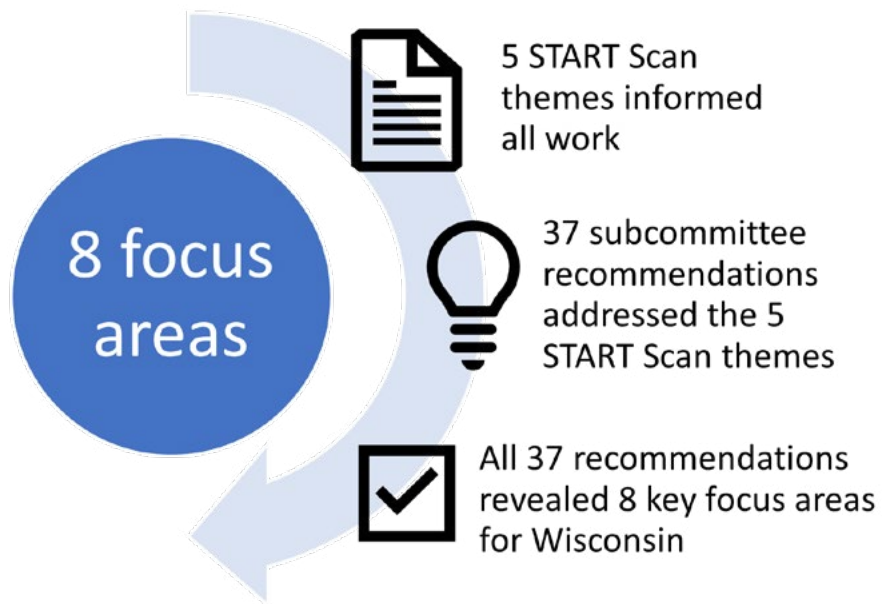 8 focus
areas
5 START Scan
themes informed
all work
37 subcommittee
recommendations
addressed the 5
START Scan themes
All 37 recommendations
revealed 8 key focus areas
for Wisconsin